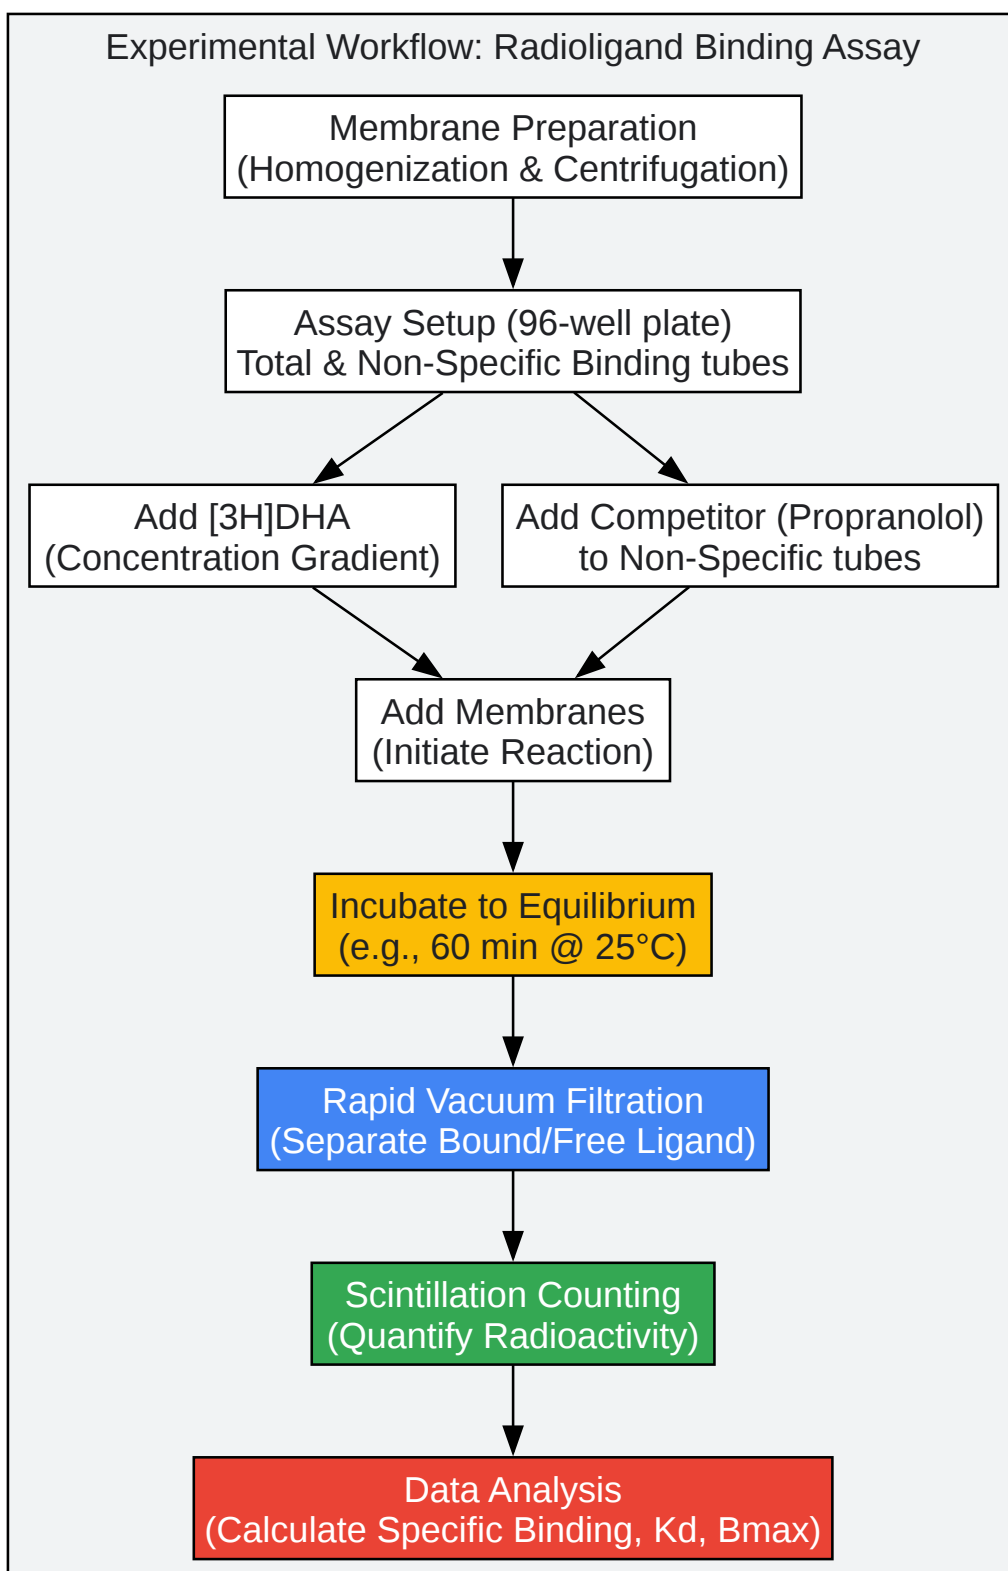 Experimental Workflow: Radioligand Binding Assay
Membrane Preparation
(Homogenization & Centrifugation)
Assay Setup (96-well plate)
Total & Non-Specific Binding tubes
Add [3H]DHA
(Concentration Gradient)
Add Competitor (Propranolol)
to Non-Specific tubes
Add Membranes
(Initiate Reaction)
Incubate to Equilibrium
(e.g., 60 min @ 25°C)
Rapid Vacuum Filtration
(Separate Bound/Free Ligand)
Scintillation Counting
(Quantify Radioactivity)
Data Analysis
(Calculate Specific Binding, Kd, Bmax)